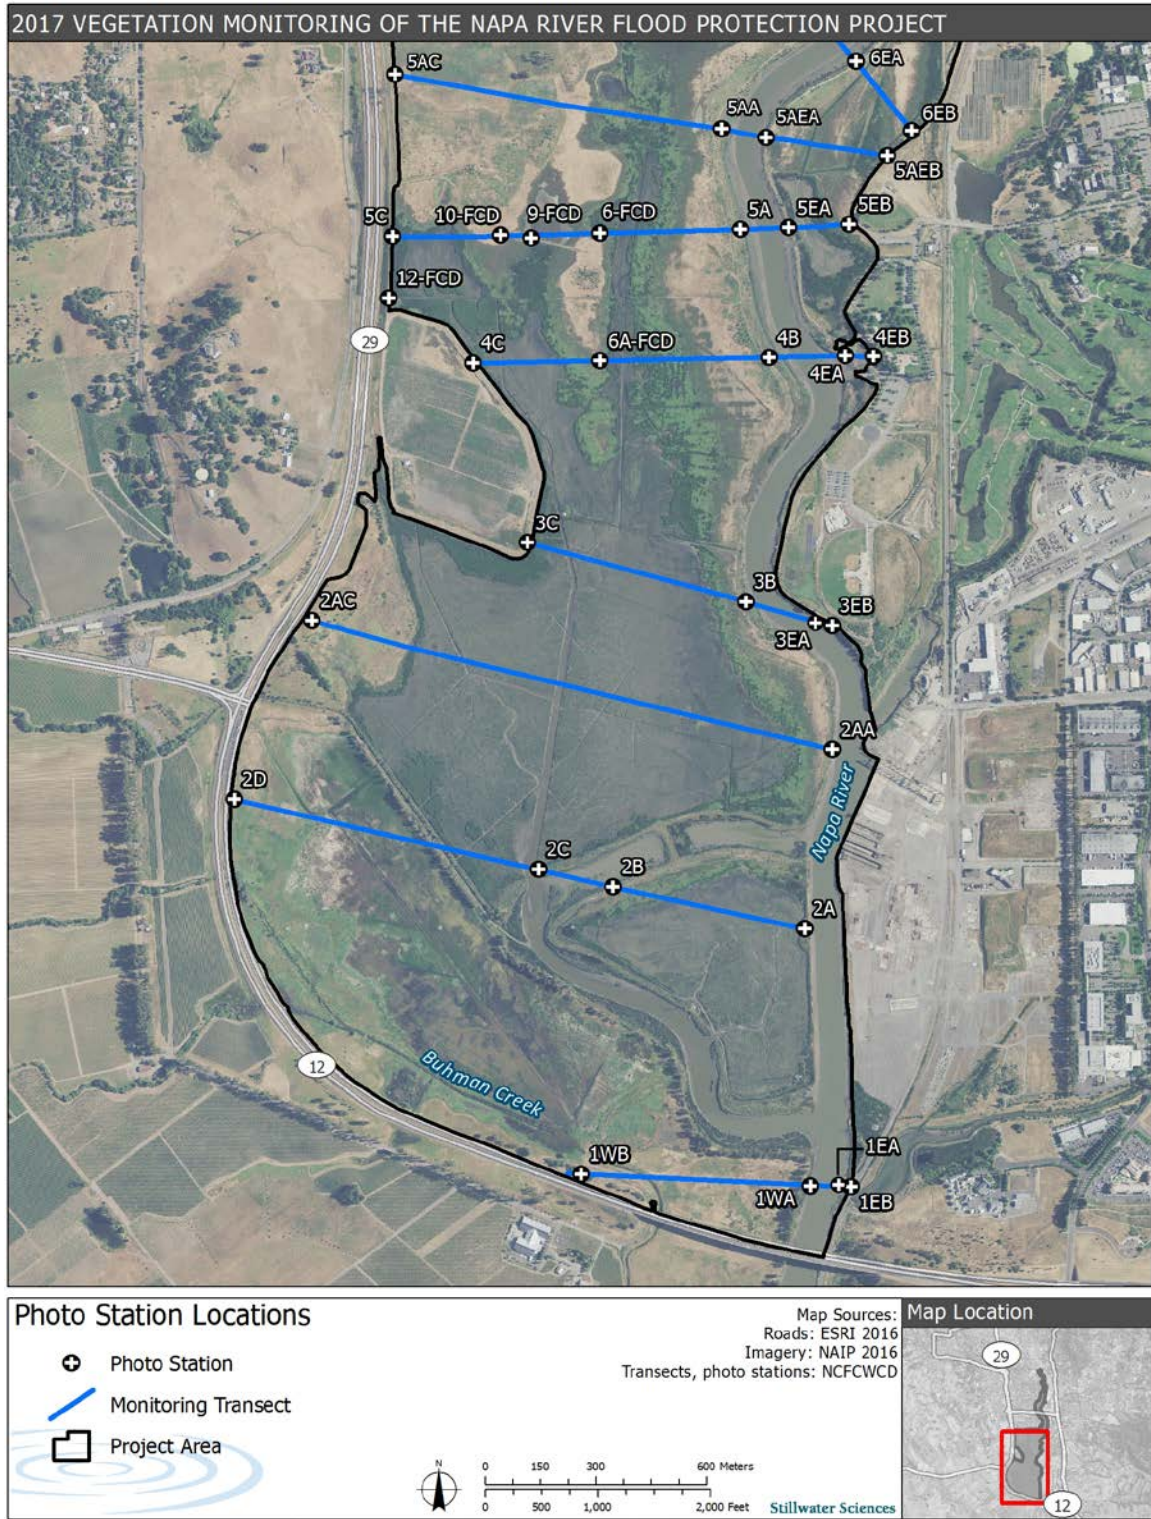 2017 VEGETATION MONITORING OF THE NAPA RIVER FLOOD PROTECTION PROJECT
6EA
5AC
5AA
5AEA
6EB
5AEB
5C
10-FCD
9-FCD
6-FCD
5A
5EA
5EB
12-FCD
29
4C
6A-FCD
4B
4EA
4EB
3C
3B
3EB
3EA
2AC
2AA
Napa River
2D
2C
2B
2A
12
Buhman Creek
1EA
1WB
1WA
1EB
Photo Station Locations
Photo Station
Monitoring Transect
Project Area
N
0 150 300 600 Meters
0 500 1,000 2,000 Feet
Map Sources:
Roads: ESRI 2016
Imagery: NAIP 2016
Transects, photo stations: NCFCWCD
Stillwater Sciences
Map Location
29
12